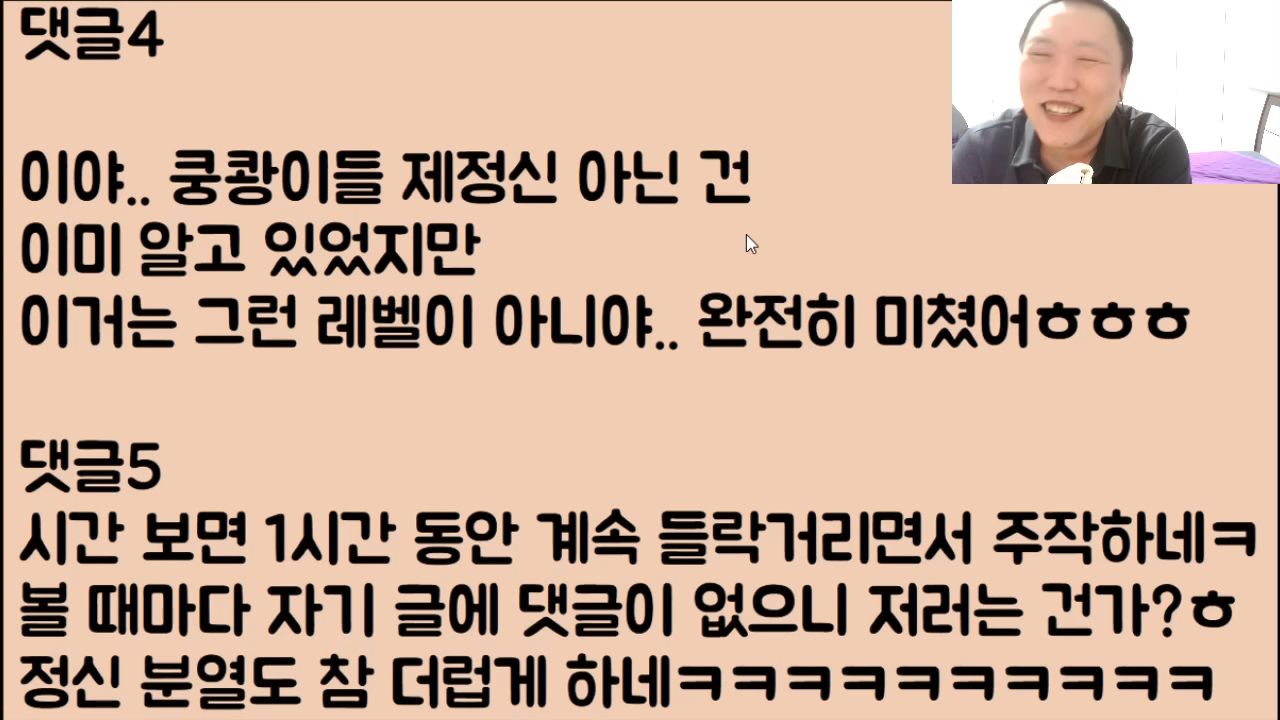 댓글4
이야.. 쿵쾅이들 제정신 아닌 건
이미 알고 있었지만
이거는 그런 레벨이 아니야.. 완전히 미쳤어ㅎㅎㅎ
댓글5
시간 보면 1시간 동안 계속 들락거리면서 주작하네ㅋ
볼 때마다 자기 글에 댓글이 없으니 저러는 건가?ㅎ
정신 분열도 참 더럽게 하네ㅋㅋㅋㅋㅋㅋㅋㅋㅋㅋ